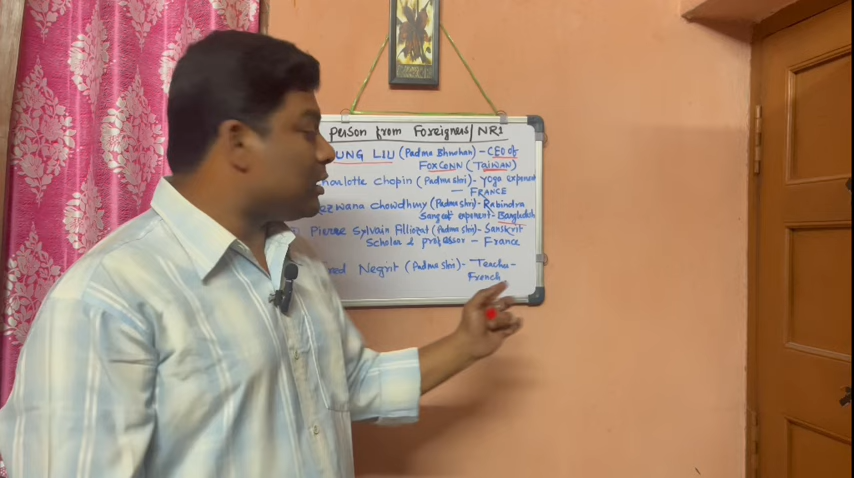 person from Foreigners/NRI
UNG LIU (Padma Bhushan) - CEO of
FOXCONN (TAIWAN)
harlotte Chopin (Padma Shri) - Yoga exponent
— FRANCE
zwana Chowdhury (Padma Shri) - Rabindra
Sangeet exponent - Bangladesh
Pierre Sylvain Filliozat (Padma Shri) - Sanskrit
Scholar & professor - France
red Negrit (Padma Shri) - Teacher -
French